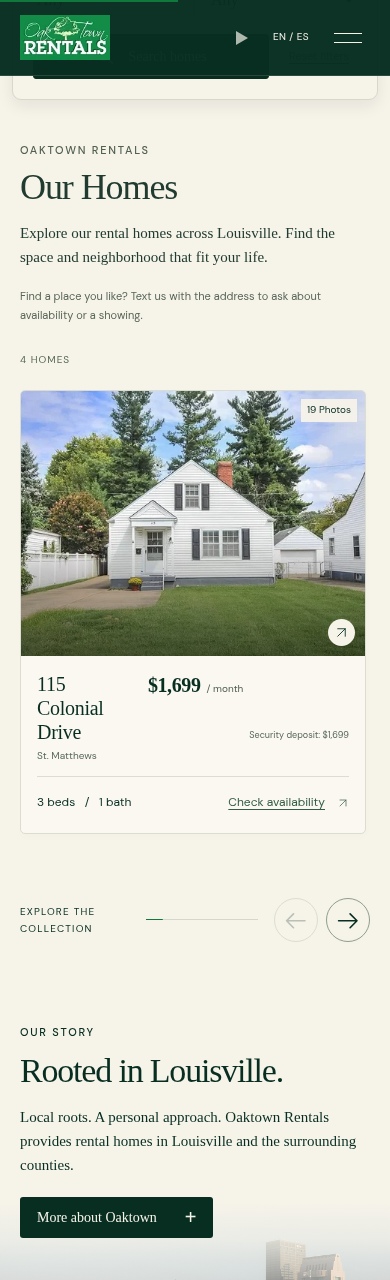 Oak Town
RENTALS
EN / ES
OAKTOWN RENTALS
Our Homes
Explore our rental homes across Louisville. Find the
space and neighborhood that fit your life.
Find a place you like? Text us with the address to ask about
availability or a showing.
4 HOMES
19 Photos
115
Colonial
Drive
$1,699 / month
Security deposit: $1,699
St. Matthews
3 beds / 1 bath
Check availability
EXPLORE THE
COLLECTION
OUR STORY
Rooted in Louisville.
Local roots. A personal approach. Oaktown Rentals
provides rental homes in Louisville and the surrounding
counties.
More about Oaktown +